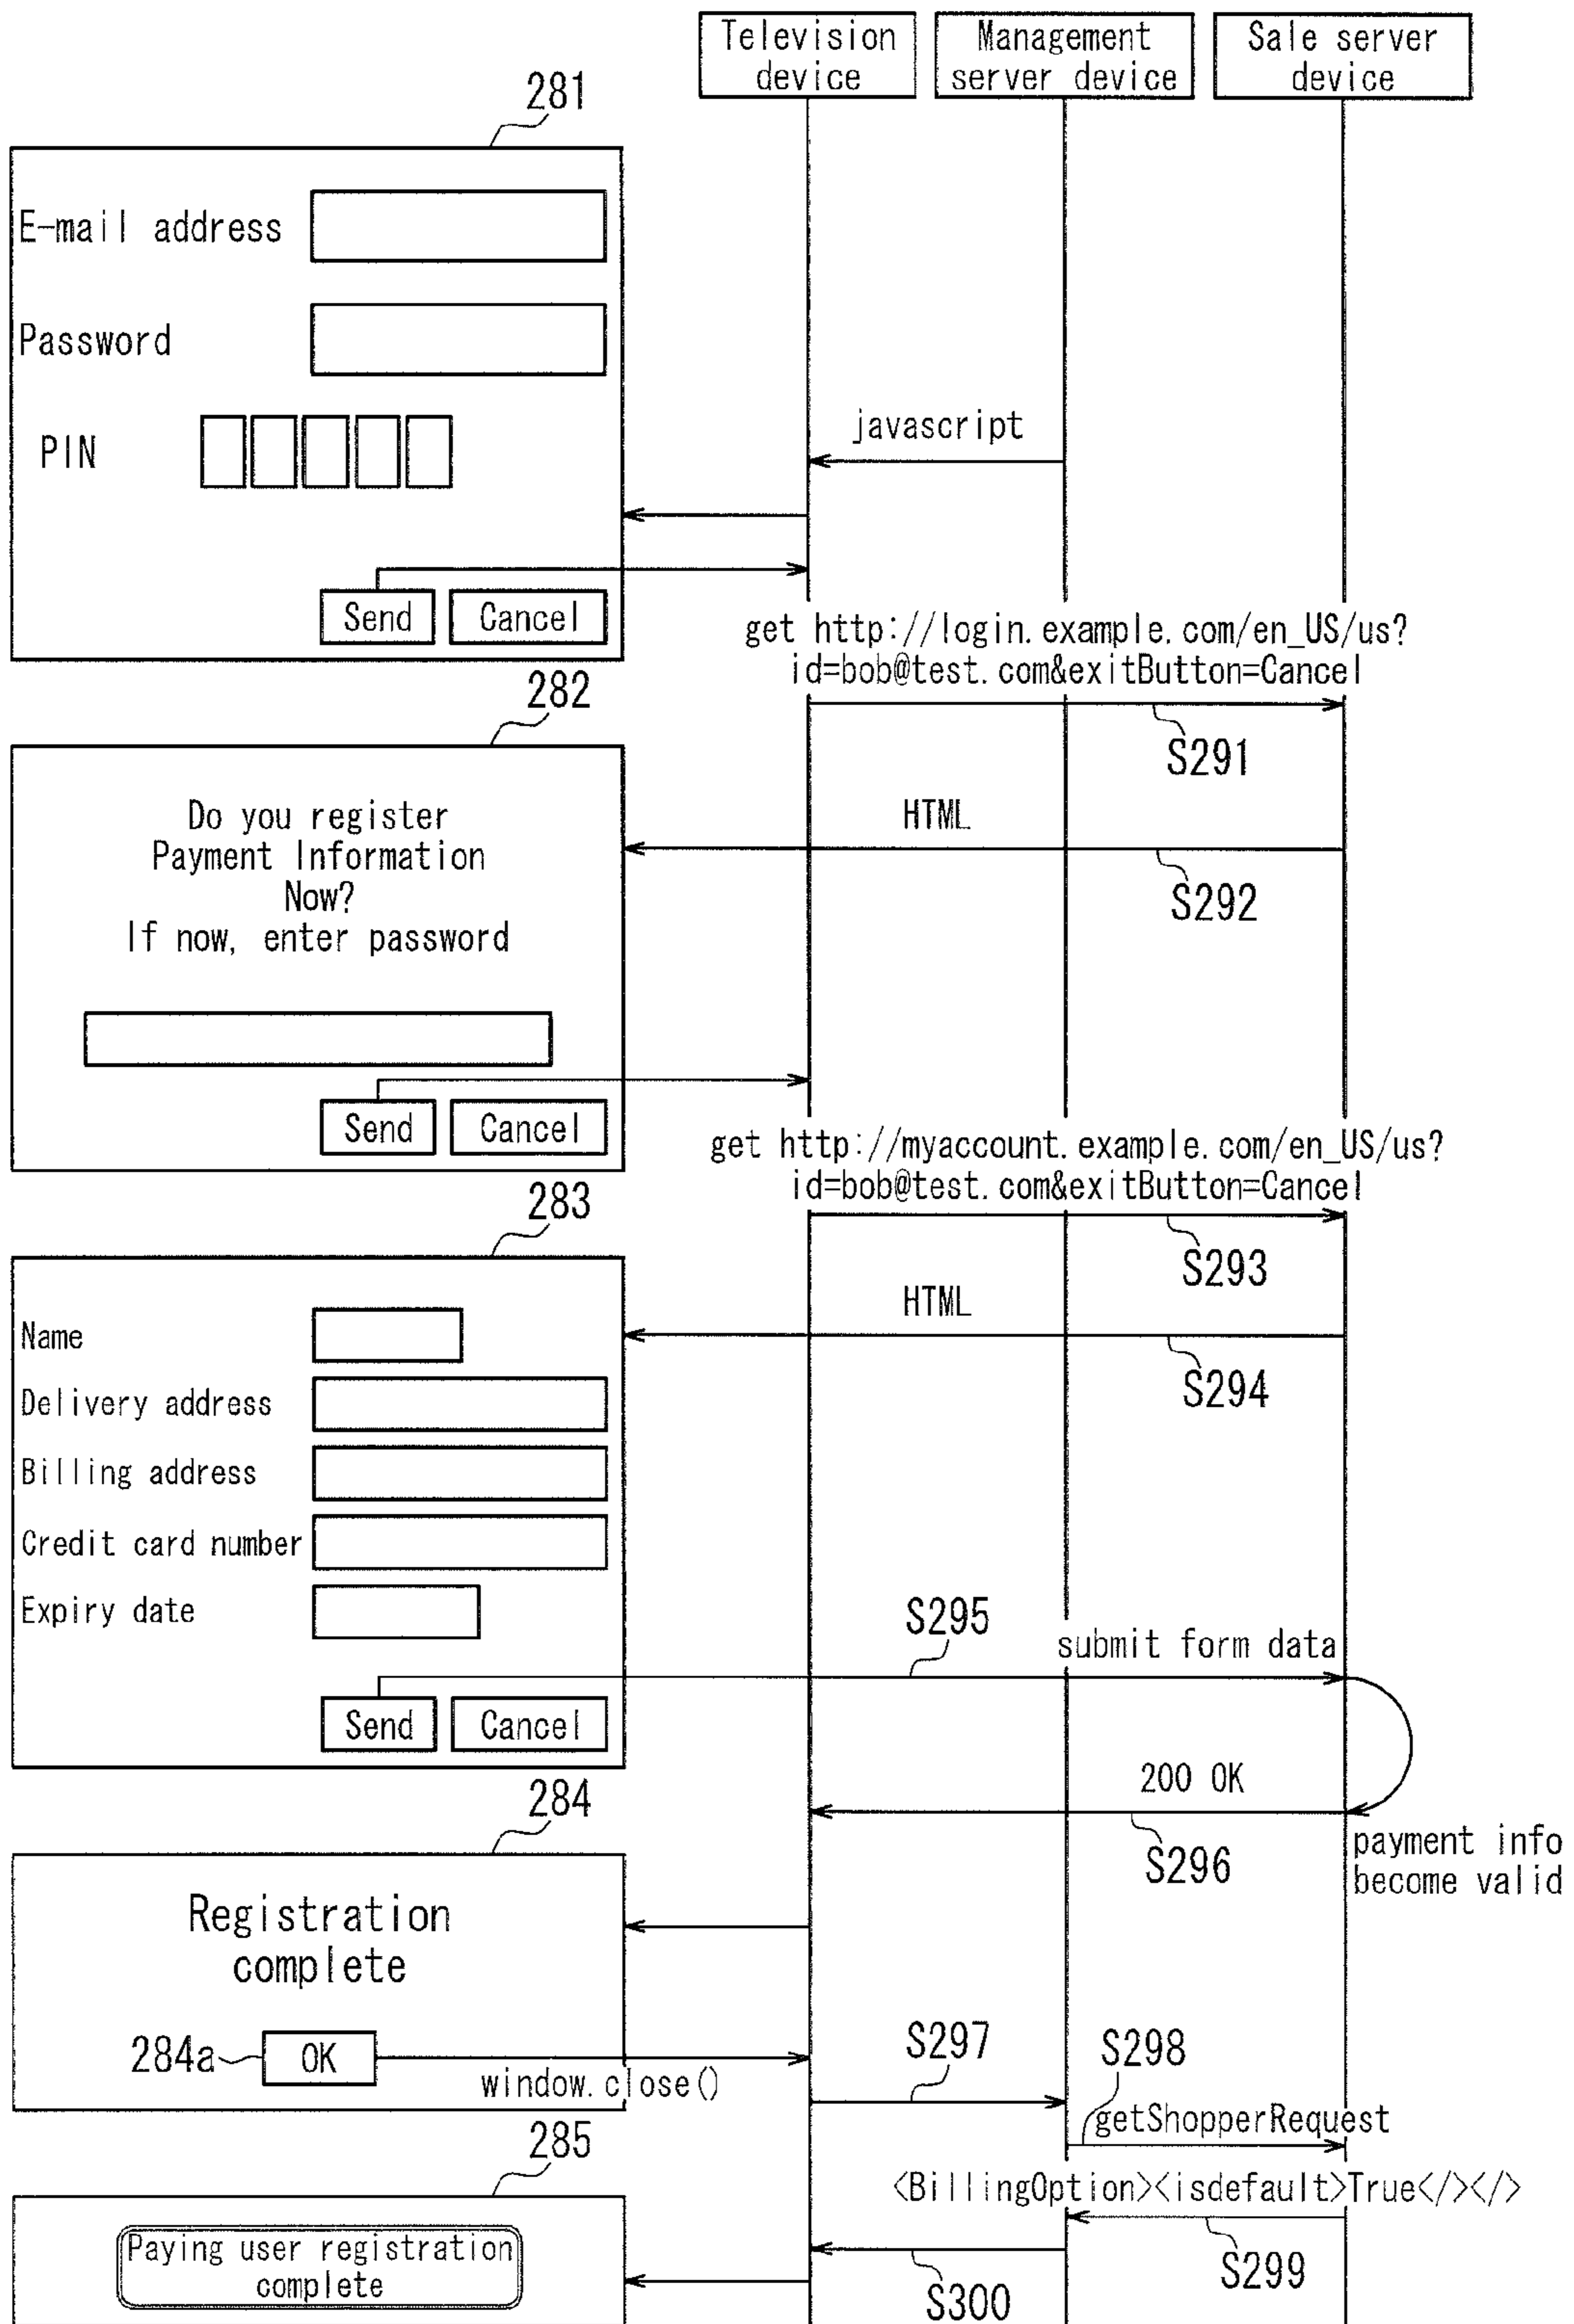 Television
device
Management
server device
Sale server
device
281
E-mail address
Password
PIN
Send
Cancel
javascript
get http://login.example.com/en_US/us?
id=bob@test.com&exitButton=Cancel
S291
282
Do you register
Payment Information
Now?
If now, enter password
Send
Cancel
HTML
S292
get http://myaccount.example.com/en_US/us?
id=bob@test.com&exitButton=Cancel
S293
283
Name
Delivery address
Billing address
Credit card number
Expiry date
Send
Cancel
HTML
S294
S295
submit form data
200 OK
S296
payment info
become valid
284
Registration
complete
284a
OK
window.close()
S297
S298
getShopperRequest
<BillingOption><isdefault>True</></>
S299
S300
285
Paying user registration
complete